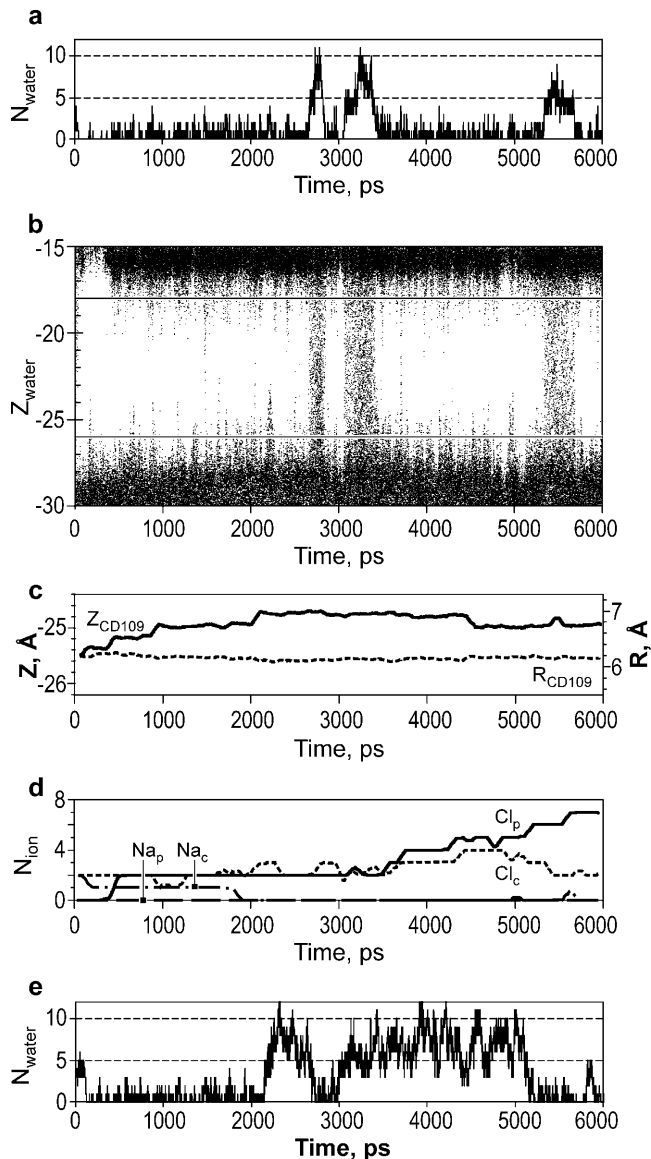 a
N_water
10
5
0
0 1000 2000 3000 4000 5000 6000
Time, ps
b
Z_water
-15
-20
-25
-30
0 1000 2000 3000 4000 5000 6000
Time, ps
c
Z, Å
-25
-26
Z_CD109
R_CD109
7
6
R, Å
0 1000 2000 3000 4000 5000 6000
Time, ps
d
N_ion
8
4
0
Na_p Na_c
Cl_p
Cl_c
0 1000 2000 3000 4000 5000 6000
Time, ps
e
N_water
10
5
0
0 1000 2000 3000 4000 5000 6000
Time, ps